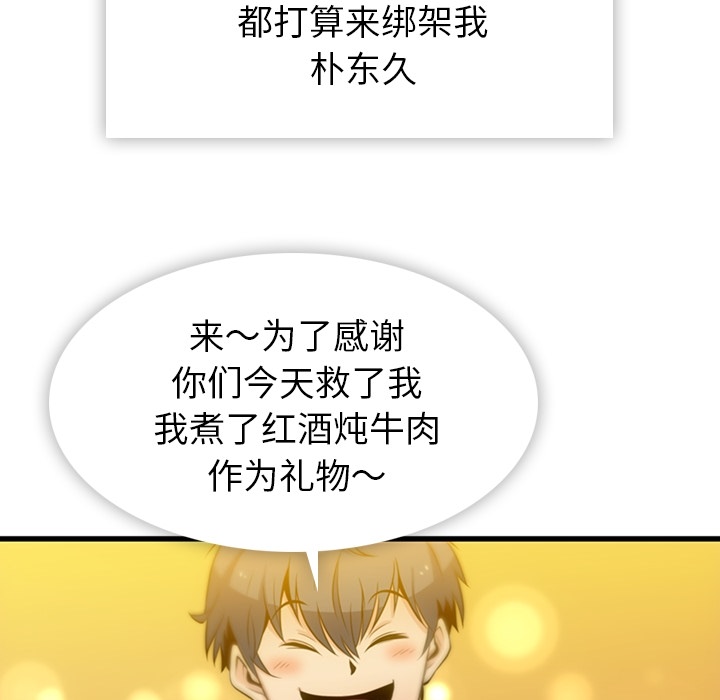 都打算来绑架我
朴东久
来～为了感谢
你们今天救了我
我煮了红酒炖牛肉
作为礼物～